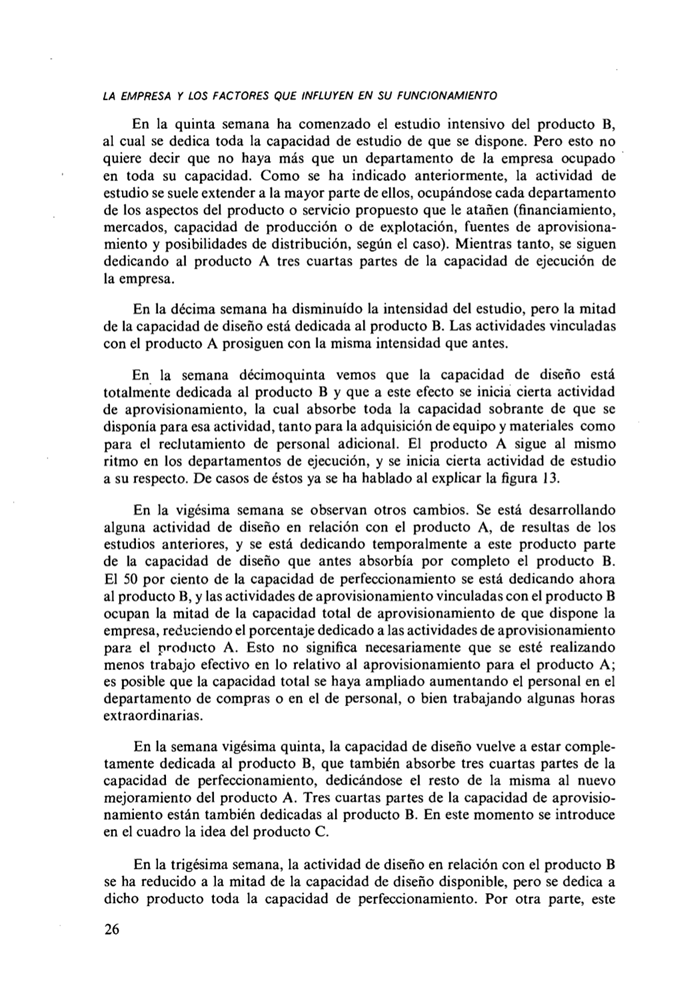 LA EMPRESA Y LOS FACTORES QUE INFLUYEN EN SU FUNCIONAMIENTO
En la quinta semana ha comenzado el estudio intensivo del producto B,
al cual se dedica toda la capacidad de estudio de que se dispone. Pero esto no
quiere decir que no haya más que un departamento de la empresa ocupado
en toda su capacidad. Como se ha indicado anteriormente, la actividad de
estudio se suele extender a la mayor parte de ellos, ocupándose cada departamento
de los aspectos del producto o servicio propuesto que le atañen (financiamiento,
mercados, capacidad de producción o de explotación, fuentes de aprovisiona-
miento y posibilidades de distribución, según el caso). Mientras tanto, se siguen
dedicando al producto A tres cuartas partes de la capacidad de ejecución de
la empresa.
En la décima semana ha disminuído la intensidad del estudio, pero la mitad
de la capacidad de diseño está dedicada al producto B. Las actividades vinculadas
con el producto A prosiguen con la misma intensidad que antes.
En la semana décimoquinta vemos que la capacidad de diseño está
totalmente dedicada al producto B y que a este efecto se inicia cierta actividad
de aprovisionamiento, la cual absorbe toda la capacidad sobrante de que se
disponía para esa actividad, tanto para la adquisición de equipo y materiales como
para el reclutamiento de personal adicional. El producto A sigue al mismo
ritmo en los departamentos de ejecución, y se inicia cierta actividad de estudio
a su respecto. De casos de éstos ya se ha hablado al explicar la figura 13.
En la vigésima semana se observan otros cambios. Se está desarrollando
alguna actividad de diseño en relación con el producto A, de resultas de los
estudios anteriores, y se está dedicando temporalmente a este producto parte
de la capacidad de diseño que antes absorbía por completo el producto B.
El 50 por ciento de la capacidad de perfeccionamiento se está dedicando ahora
al producto B, y las actividades de aprovisionamiento vinculadas con el producto B
ocupan la mitad de la capacidad total de aprovisionamiento de que dispone la
empresa, reduciendo el porcentaje dedicado a las actividades de aprovisionamiento
para el producto A. Esto no significa necesariamente que se esté realizando
menos trabajo efectivo en lo relativo al aprovisionamiento para el producto A;
es posible que la capacidad total se haya ampliado aumentando el personal en el
departamento de compras o en el de personal, o bien trabajando algunas horas
extraordinarias.
En la semana vigésima quinta, la capacidad de diseño vuelve a estar comple-
tamente dedicada al producto B, que también absorbe tres cuartas partes de la
capacidad de perfeccionamiento, dedicándose el resto de la misma al nuevo
mejoramiento del producto A. Tres cuartas partes de la capacidad de aprovisio-
namiento están también dedicadas al producto B. En este momento se introduce
en el cuadro la idea del producto C.
En la trigésima semana, la actividad de diseño en relación con el producto B
se ha reducido a la mitad de la capacidad de diseño disponible, pero se dedica a
dicho producto toda la capacidad de perfeccionamiento. Por otra parte, este
26